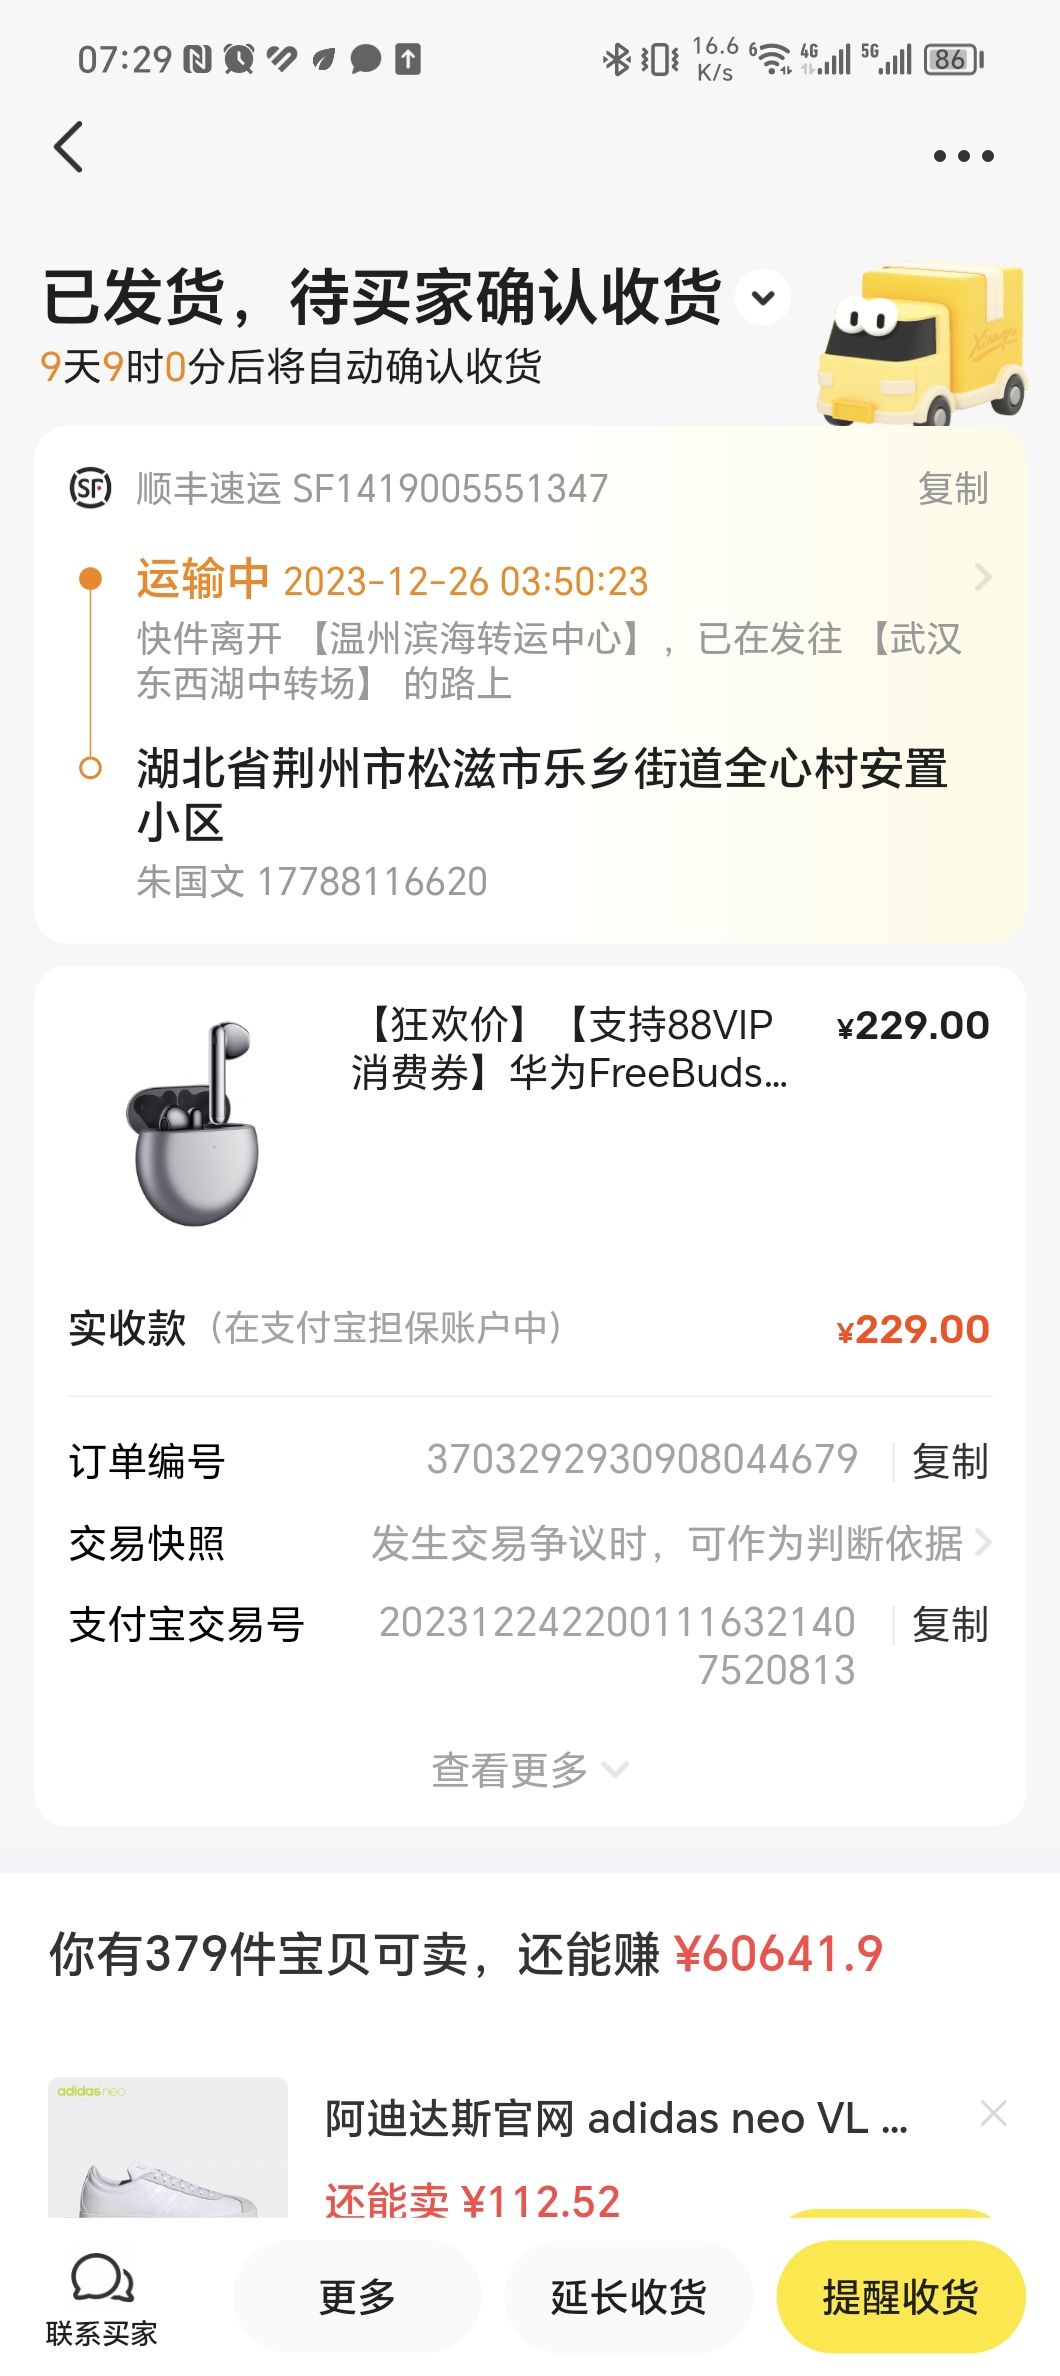 07:29
16.6
K/s
6
4G
5G
86
已发货，待买家确认收货
9天9时0分后将自动确认收货
Xianyu
SF
顺丰速运 SF1419005551347
复制
运输中 2023-12-26 03:50:23
快件离开 【温州滨海转运中心】，已在发往 【武汉
东西湖中转场】 的路上
湖北省荆州市松滋市乐乡街道全心村安置
小区
朱国文 17788116620
【狂欢价】【支持88VIP
消费券】华为FreeBuds...
¥229.00
实收款（在支付宝担保账户中）
¥229.00
订单编号
3703292930908044679
复制
交易快照
发生交易争议时，可作为判断依据
支付宝交易号
202312242200111632140
7520813
复制
查看更多
你有379件宝贝可卖，还能赚 ¥60641.9
adidas neo
阿迪达斯官网 adidas neo VL ...
还能卖 ¥112.52
联系买家
更多
延长收货
提醒收货